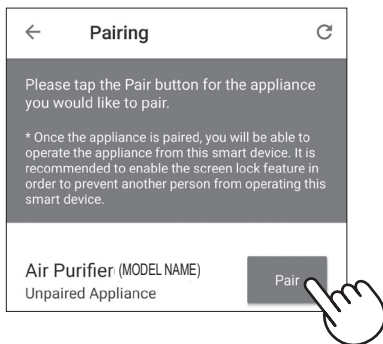 Pairing
Please tap the Pair button for the appliance
you would like to pair.
* Once the appliance is paired, you will be able to
operate the appliance from this smart device. It is
recommended to enable the screen lock feature in
order to prevent another person from operating this
smart device.
Air Purifier (MODEL NAME)
Pair
Unpaired Appliance